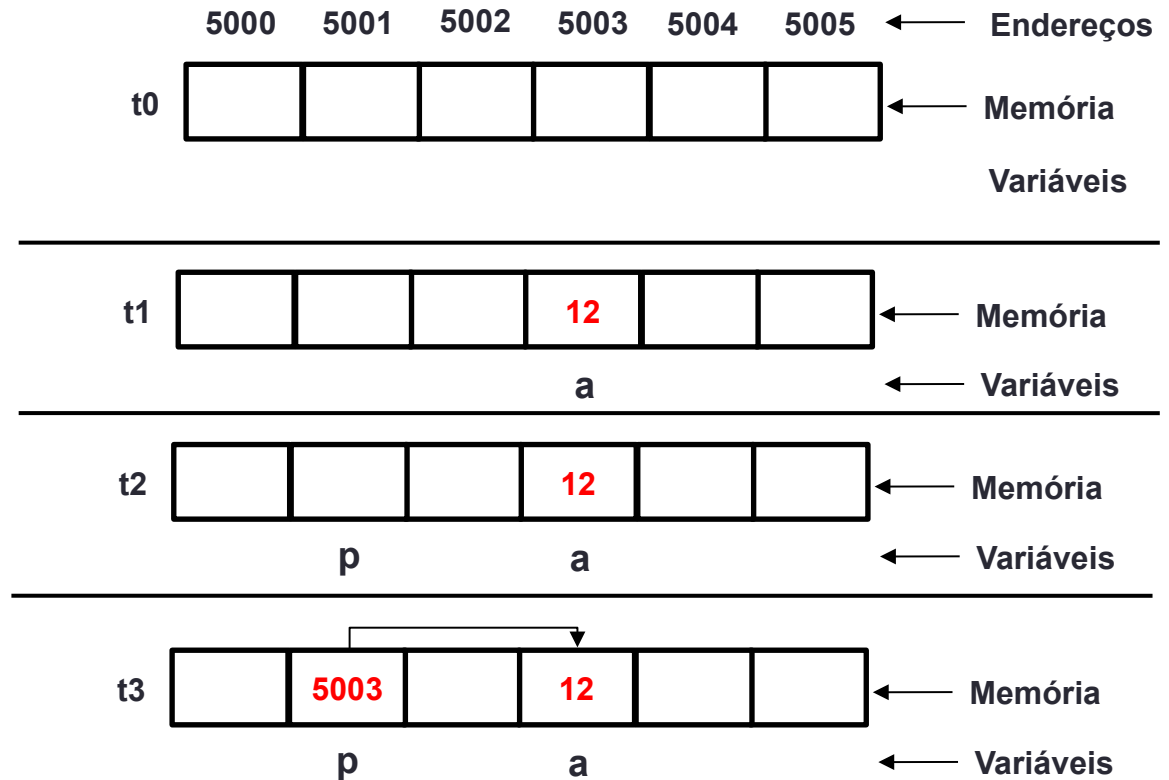 5000 5001 5002 5003 5004 5005 Endereços
t0 Memória
Variáveis
t1 12 Memória
a Variáveis
t2 12 Memória
p a Variáveis
t3 5003 12 Memória
p a Variáveis